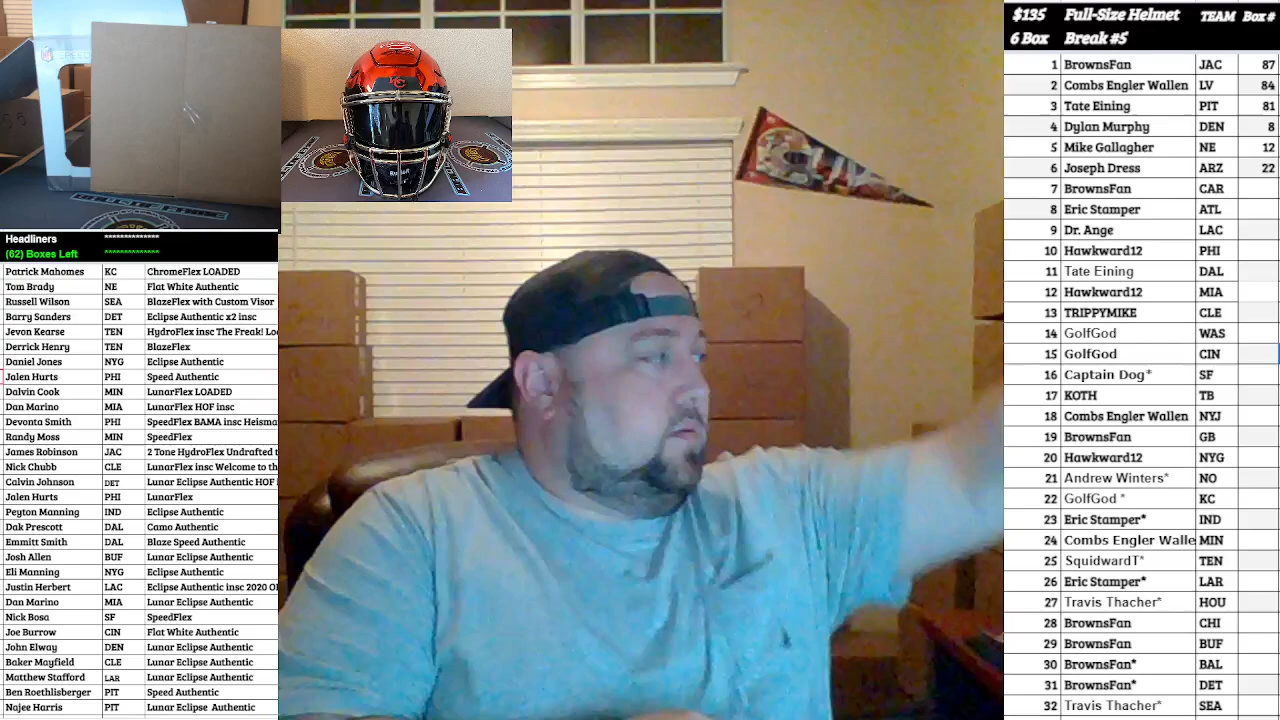 $135 Full-Size Helmet TEAM Box #
6 Box Break #5
1 BrownsFan JAC 87
2 Combs Engler Wallen LV 84
3 Tate Eining PIT 81
4 Dylan Murphy DEN 8
5 Mike Gallagher NE 12
6 Joseph Dress ARZ 22
7 BrownsFan CAR
8 Eric Stamper ATL
9 Dr. Ange LAC
10 Hawkward12 PHI
11 Tate Eining DAL
12 Hawkward12 MIA
13 TRIPPYMIKE CLE
14 GolfGod WAS
15 GolfGod CIN
16 Captain Dog* SF
17 KOTH TB
18 Combs Engler Wallen NYJ
19 BrownsFan GB
20 Hawkward12 NYG
21 Andrew Winters* NO
22 GolfGod * KC
23 Eric Stamper* IND
24 Combs Engler Walle MIN
25 SquidwardT* TEN
26 Eric Stamper* LAR
27 Travis Thacher* HOU
28 BrownsFan CHI
29 BrownsFan BUF
30 BrownsFan* BAL
31 BrownsFan* DET
32 Travis Thacher* SEA
Headliners **************
(62) Boxes Left **************
Patrick Mahomes KC ChromeFlex LOADED
Tom Brady NE Flat White Authentic
Russell Wilson SEA BlazeFlex with Custom Visor
Barry Sanders DET Eclipse Authentic x2 insc
Jevon Kearse TEN HydroFlex insc The Freak! Lo
Derrick Henry TEN BlazeFlex
Daniel Jones NYG Eclipse Authentic
Jalen Hurts PHI Speed Authentic
Dalvin Cook MIN LunarFlex LOADED
Dan Marino MIA LunarFlex HOF insc
Devonta Smith PHI SpeedFlex BAMA insc Heisma
Randy Moss MIN SpeedFlex
James Robinson JAC 2 Tone HydroFlex Undrafted t
Nick Chubb CLE LunarFlex insc Welcome to th
Calvin Johnson DET Lunar Eclipse Authentic HOF i
Jalen Hurts PHI LunarFlex
Peyton Manning IND Eclipse Authentic
Dak Prescott DAL Camo Authentic
Emmitt Smith DAL Blaze Speed Authentic
Josh Allen BUF Lunar Eclipse Authentic
Eli Manning NYG Eclipse Authentic
Justin Herbert LAC Eclipse Authentic insc 2020 O
Dan Marino MIA Lunar Eclipse Authentic
Nick Bosa SF SpeedFlex
Joe Burrow CIN Flat White Authentic
John Elway DEN Lunar Eclipse Authentic
Baker Mayfield CLE Lunar Eclipse Authentic
Matthew Stafford LAR Lunar Eclipse Authentic
Ben Roethlisberger PIT Speed Authentic
Najee Harris PIT Lunar Eclipse Authentic